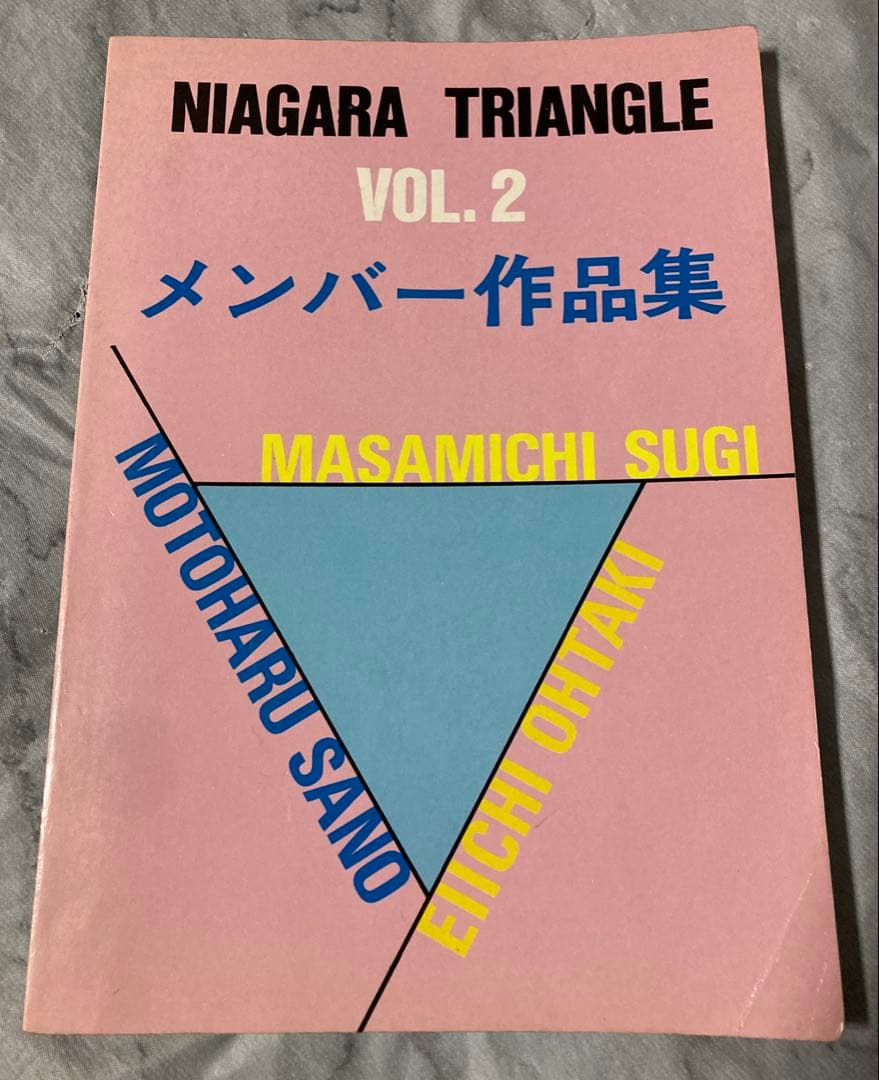 NIAGARA TRIANGLE
VOL. 2
メンバー作品集
MASAMICHI SUGI
MOTOHARU SANO
EIICHI OHTAKI